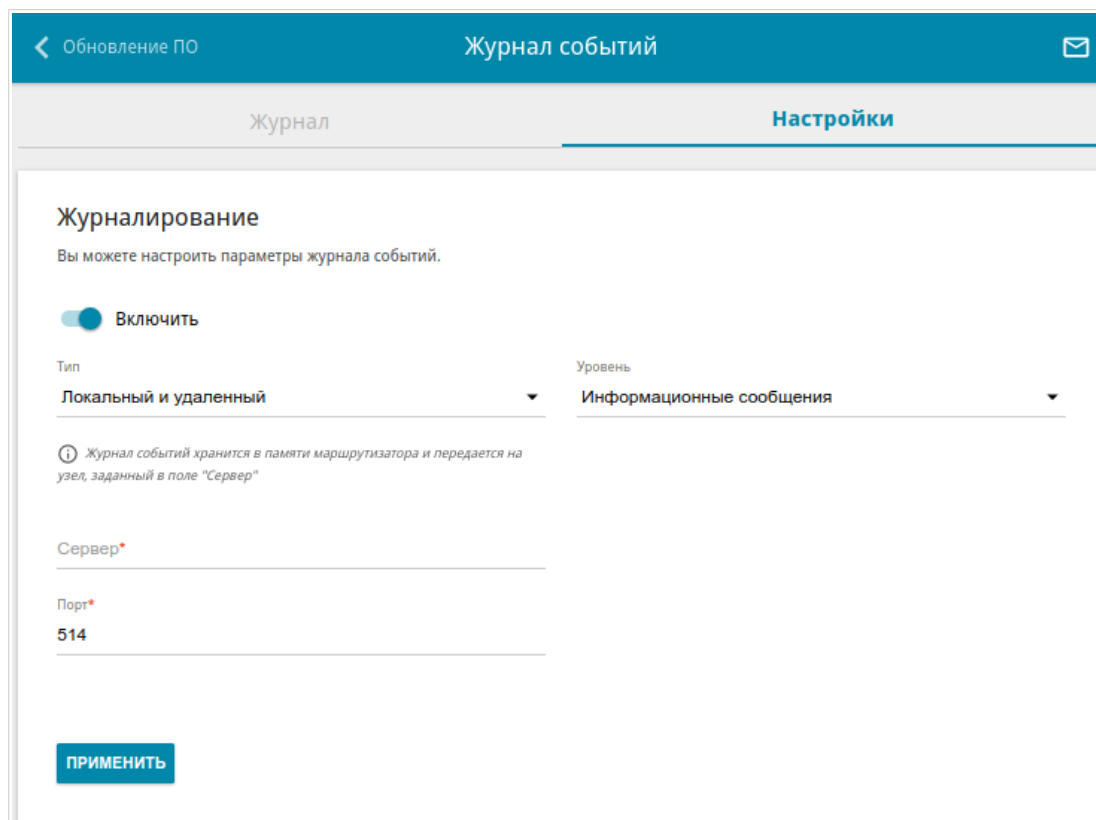 Обновление ПО
Журнал событий
Журнал
Настройки
Журналирование
Вы можете настроить параметры журнала событий.
Включить
Тип
Уровень
Локальный и удаленный
Информационные сообщения
Журнал событий хранится в памяти маршрутизатора и передается на
узел, заданный в поле "Сервер"
Сервер*
Порт*
514
ПРИМЕНИТЬ